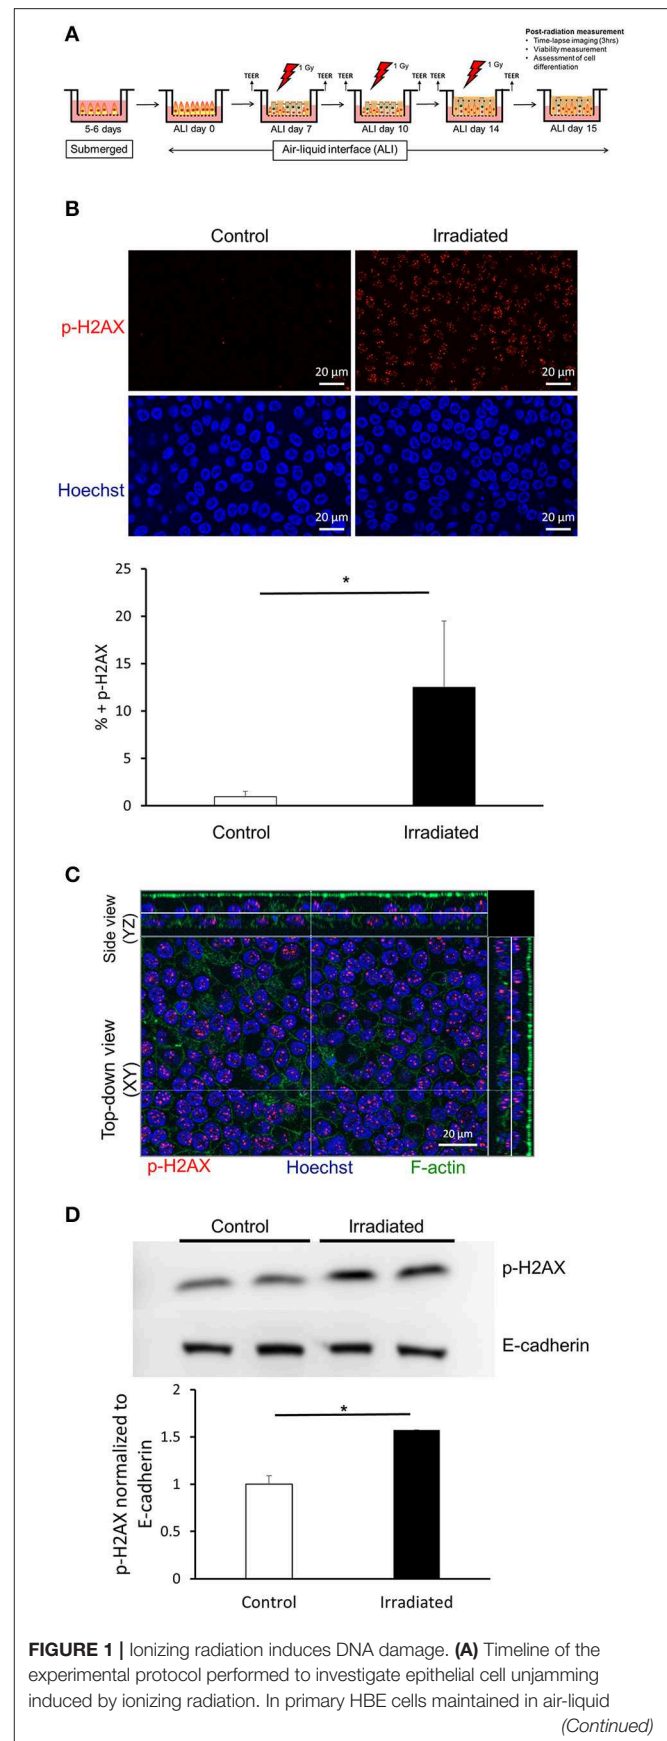 A
Post-radiation measurement
• Time-lapse imaging (3hrs)
• Viability measurement
• Assessment of cell
differentiation
TEER 1 Gy TEER TEER 1 Gy TEER TEER 1 Gy TEER
5-6 days ALI day 0 ALI day 7 ALI day 10 ALI day 14 ALI day 15
Submerged Air-liquid interface (ALI)
B
Control Irradiated
p-H2AX
20 µm 20 µm
Hoechst
20 µm 20 µm
25
20
15
10
5
0
% + p-H2AX
*
Control Irradiated
C
Side view
(YZ)
Top-down view
(XY)
20 µm
p-H2AX Hoechst F-actin
D
Control Irradiated
p-H2AX
E-cadherin
2
1.5
1
0.5
0
p-H2AX normalized to
E-cadherin
*
Control Irradiated
FIGURE 1 | Ionizing radiation induces DNA damage. (A) Timeline of the
experimental protocol performed to investigate epithelial cell unjamming
induced by ionizing radiation. In primary HBE cells maintained in air-liquid
(Continued)